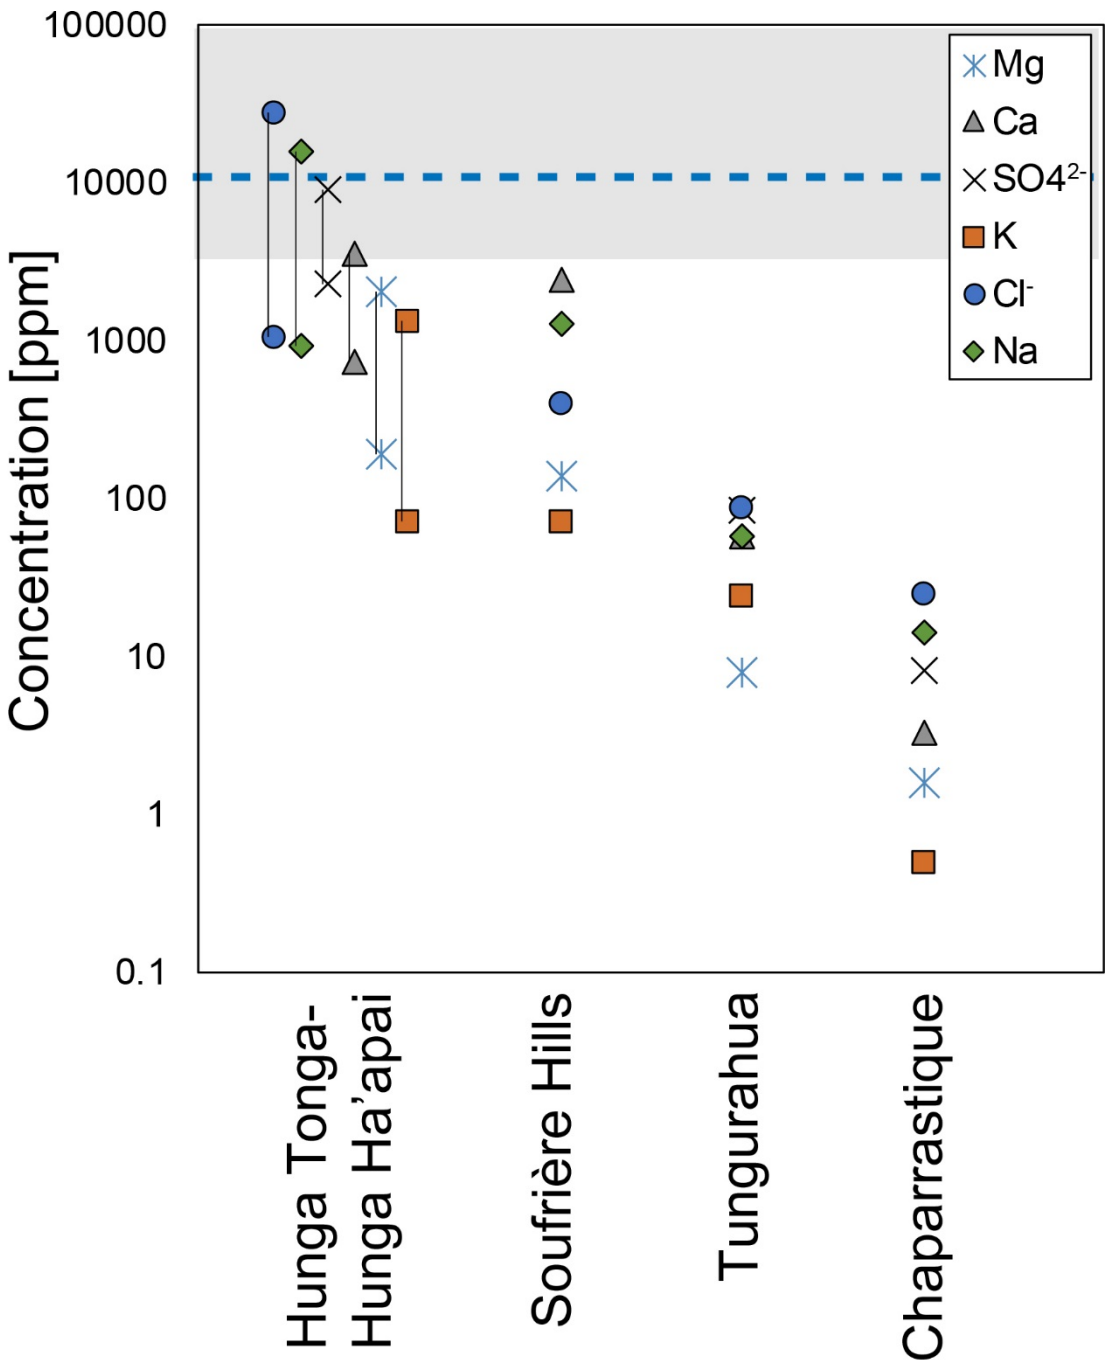 100000
10000
1000
100
10
1
0.1
Concentration [ppm]
Mg
Ca
SO4²⁻
K
Cl⁻
Na
Hunga Tonga-
Hunga Ha’apai
Soufrière Hills
Tungurahua
Chaparrastique